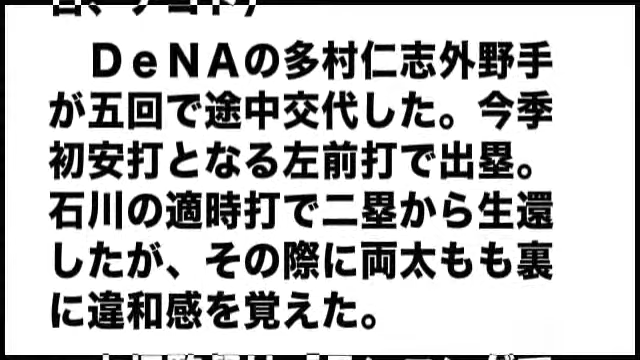 DeNAの多村仁志外野手
が五回で途中交代した。今季
初安打となる左前打で出塁。
石川の適時打で二塁から生還
したが、その際に両太もも裏
に違和感を覚えた。